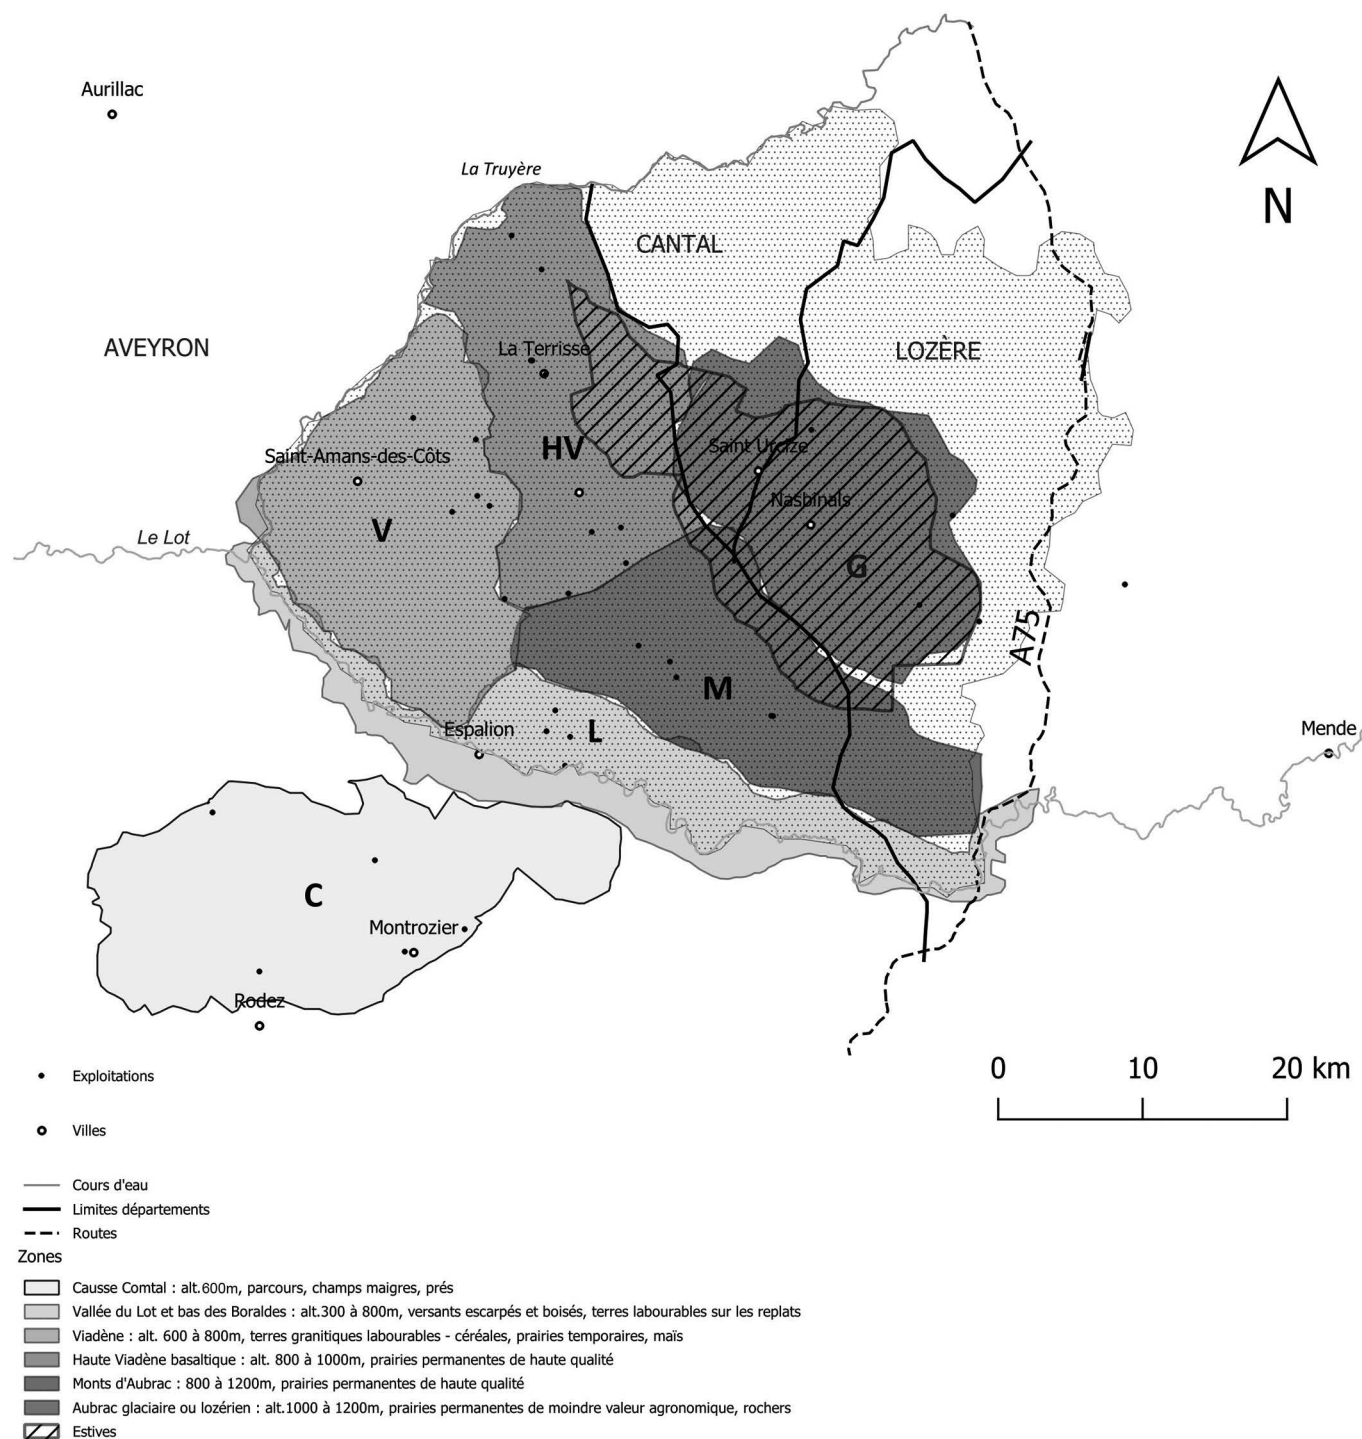 Aurillac
N
La Truyère
CANTAL
AVEYRON
La Terrisse
LOZÈRE
HV
Saint Urcize
Saint-Amans-des-Côts
Nasbinals
V
Le Lot
G
A75
M
Espalion
L
Mende
C
Montrozier
Rodez
0 10 20 km
Exploitations
Villes
Cours d'eau
Limites départements
Routes
Zones
Causse Comtal : alt.600m, parcours, champs maigres, prés
Vallée du Lot et bas des Boraldes : alt.300 à 800m, versants escarpés et boisés, terres labourables sur les replats
Viadène : alt. 600 à 800m, terres granitiques labourables - céréales, prairies temporaires, maïs
Haute Viadène basaltique : alt. 800 à 1000m, prairies permanentes de haute qualité
Monts d'Aubrac : 800 à 1200m, prairies permanentes de haute qualité
Aubrac glaciaire ou lozérien : alt.1000 à 1200m, prairies permanentes de moindre valeur agronomique, rochers
Estives